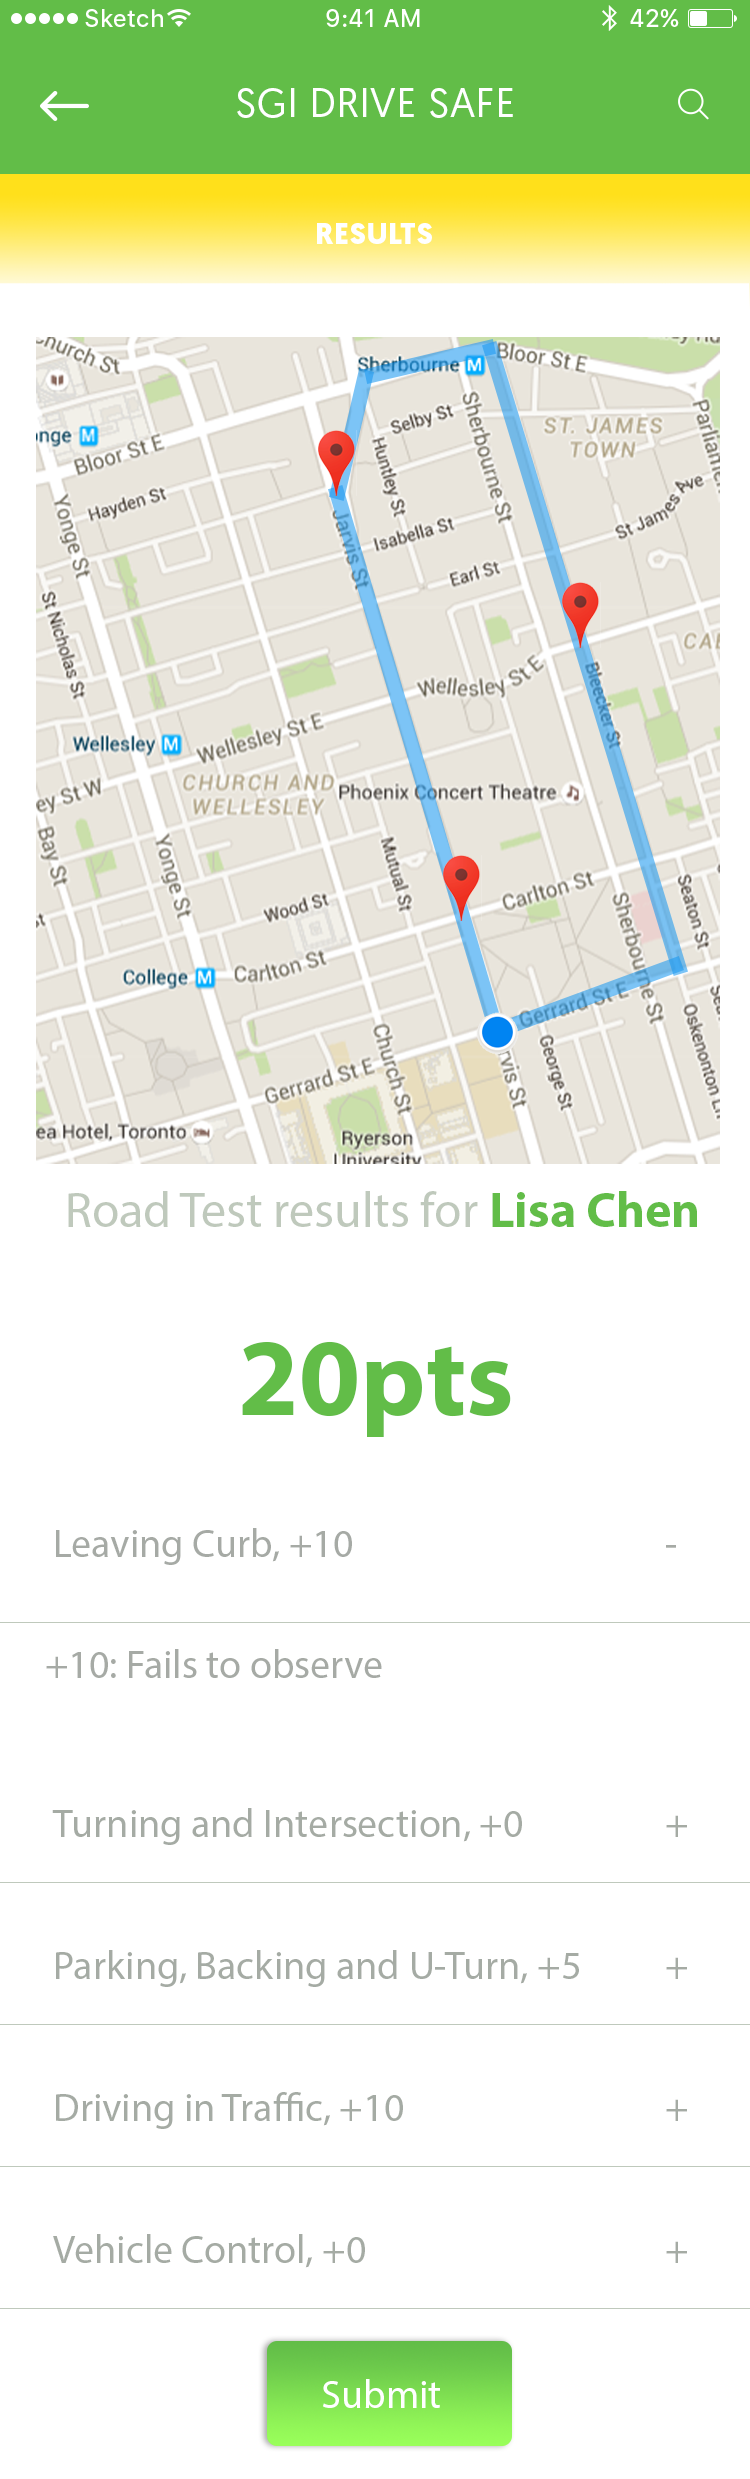 Sketch 9:41 AM 42%
SGI DRIVE SAFE
RESULTS
hurch St
Sherbourne M
Bloor St E
Selby St
ST. JAMES
TOWN
onge M
Bloor St E
Hayden St
Huntley St
Sherbourne St
Yonge St
Jarvis St
Isabella St
St James Ave
Earl St
St Nicholas St
Wellesley St E
Bleecker St
Wellesley M
Wellesley St E
CHURCH AND
WELLESLEY
Phoenix Concert Theatre
ey St W
Bay St
Yonge St
Mutual St
Wood St
Carlton St
Sherbourne St
Seaton St
College M
Carlton St
Gerrard St E
Church St
rvis St
George St
Oskenonton Ln
Gerrard St E
ea Hotel, Toronto
Ryerson
University
Road Test results for Lisa Chen
20pts
Leaving Curb, +10 -
+10: Fails to observe
Turning and Intersection, +0 +
Parking, Backing and U-Turn, +5 +
Driving in Traffic, +10 +
Vehicle Control, +0 +
Submit